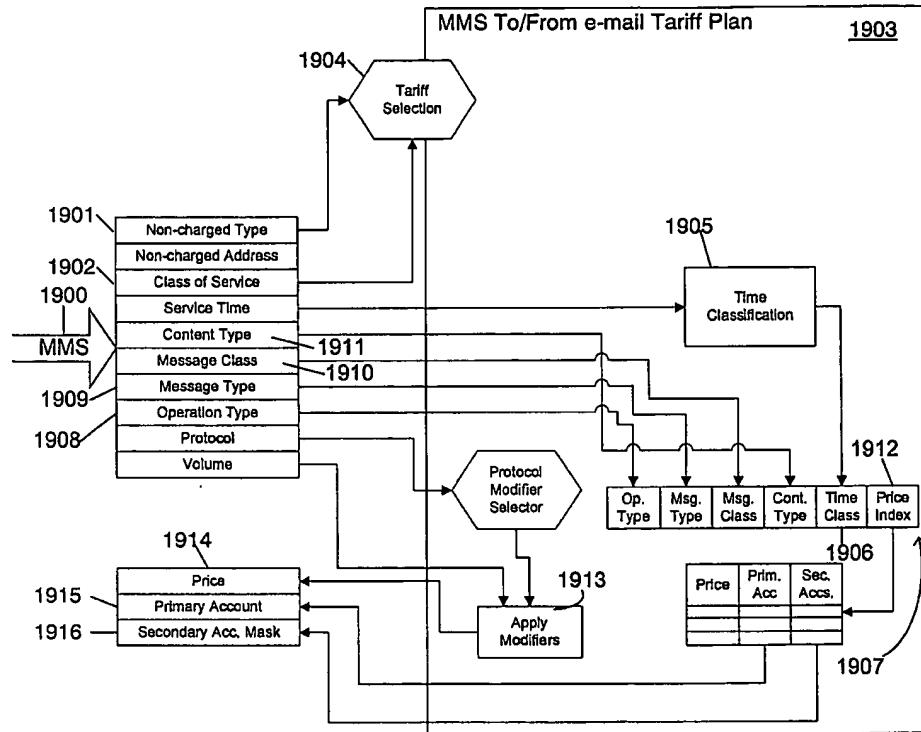 MMS To/From e-mail Tariff Plan
1903
1904
Tariff
Selection
1901
Non-charged Type
Non-charged Address
1902
Class of Service
1905
Time
Classification
1900
Service Time
MMS
Content Type
1911
Message Class
1910
1909
Message Type
1908
Operation Type
Protocol
Volume
Protocol
Modifier
Selector
1912
Op.
Type
Msg.
Type
Msg.
Class
Cont.
Type
Time
Class
Price
Index
1906
1914
Price
1915
Primary Account
1916
Secondary Acc. Mask
1913
Apply
Modifiers
Price
Prim.
Acc
Sec.
Accs.
1907